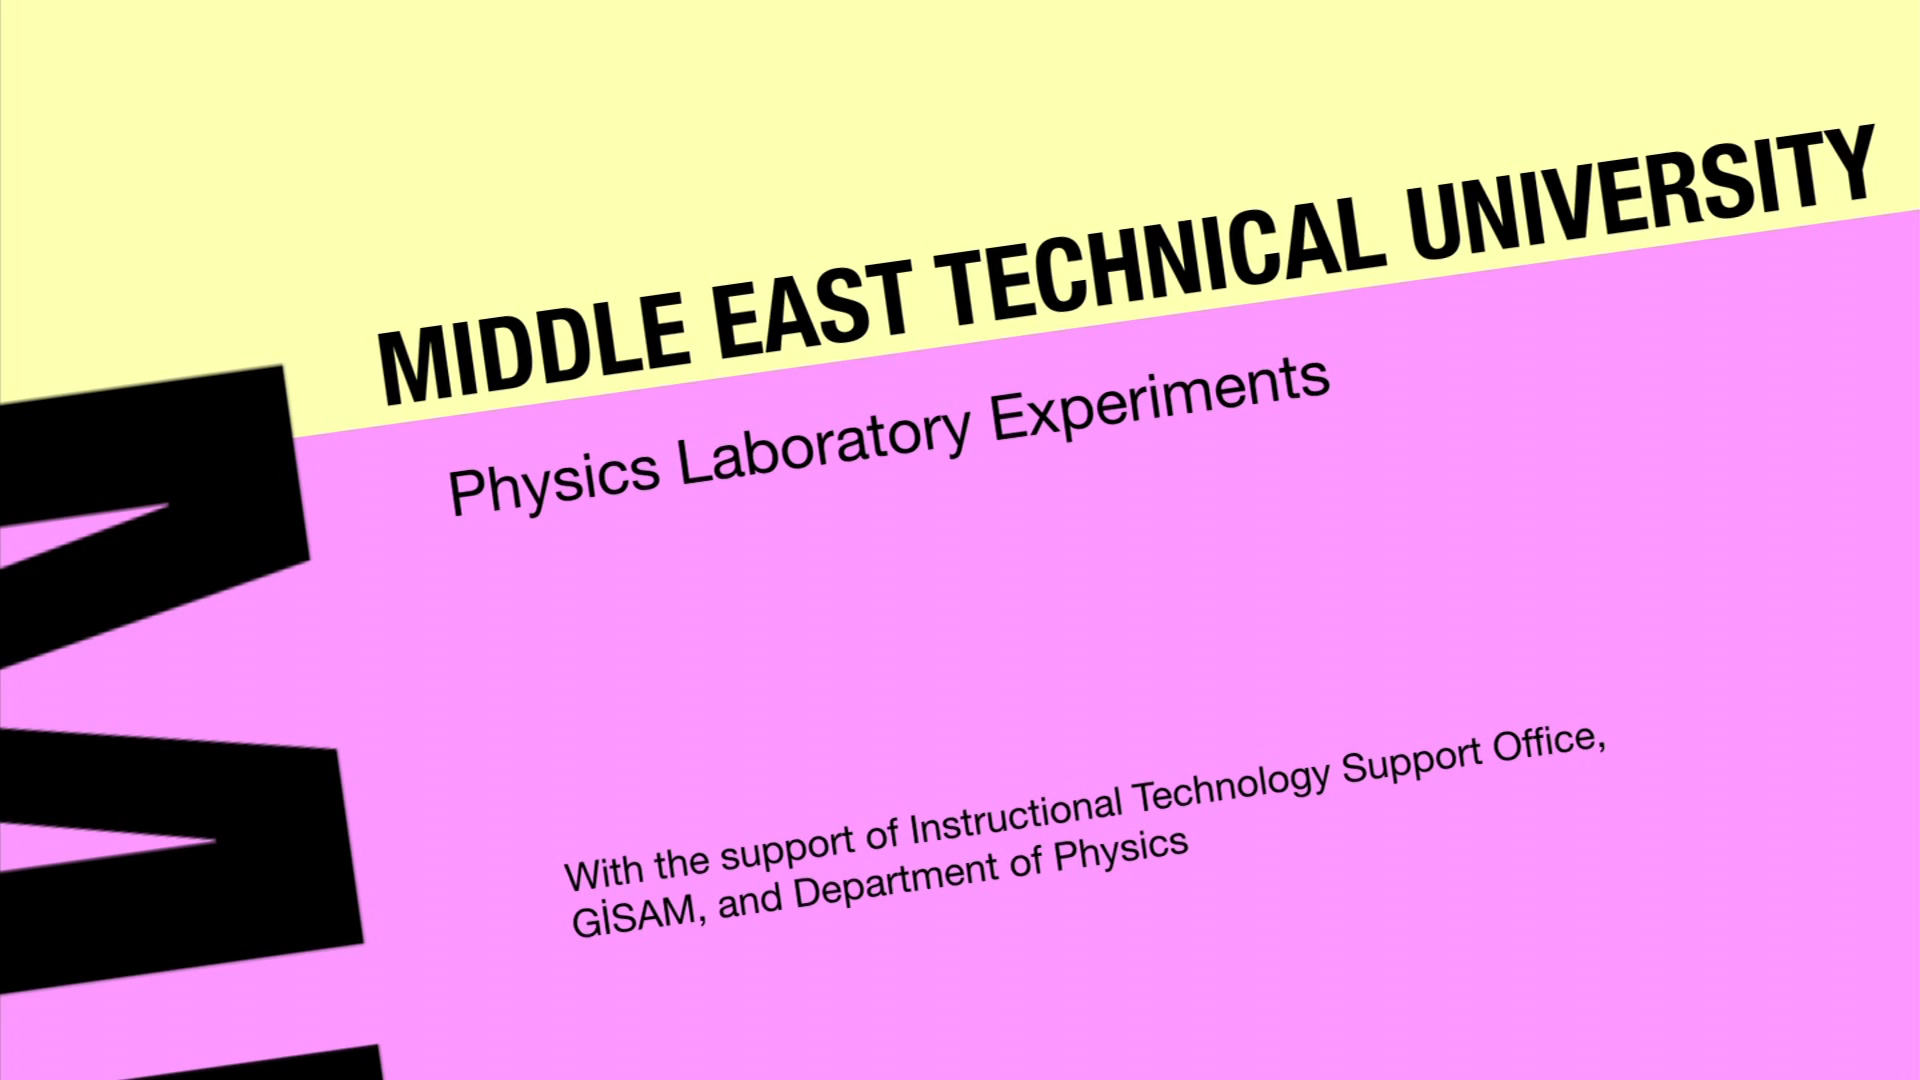 MIDDLE EAST TECHNICAL UNIVERSITY
Physics Laboratory Experiments
With the support of Instructional Technology Support Office,
GİSAM, and Department of Physics